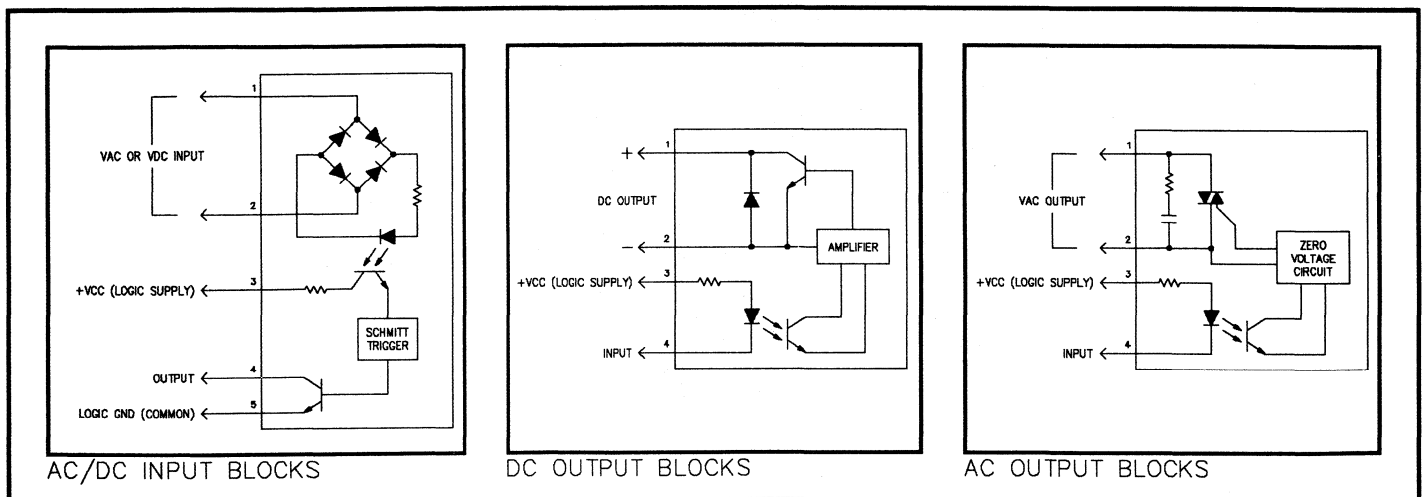 1
VAC OR VDC INPUT
2
+VCC (LOGIC SUPPLY)
3
SCHMITT
TRIGGER
OUTPUT
4
LOGIC GND (COMMON)
5
AC/DC INPUT BLOCKS
+
1
DC OUTPUT
−
2
AMPLIFIER
+VCC (LOGIC SUPPLY)
3
INPUT
4
DC OUTPUT BLOCKS
1
VAC OUTPUT
2
ZERO
VOLTAGE
CIRCUIT
+VCC (LOGIC SUPPLY)
3
INPUT
4
AC OUTPUT BLOCKS